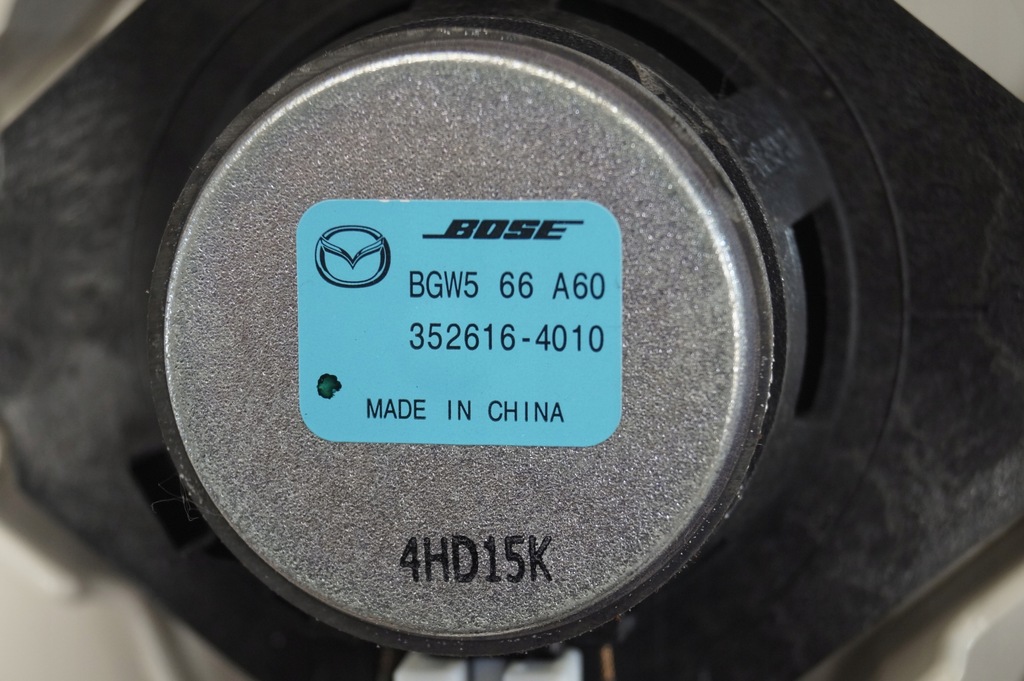 BOSE
BGW5 66 A60
352616-4010
MADE IN CHINA
4HD15K